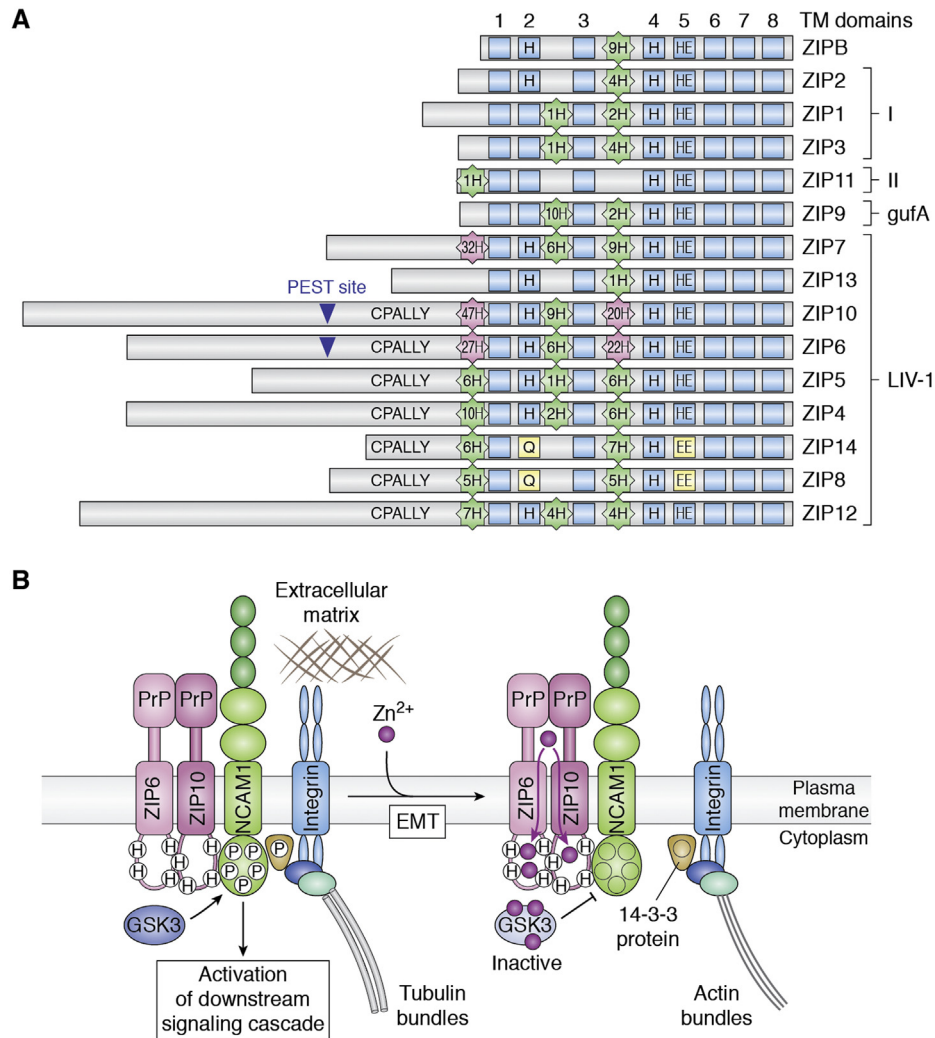 A
1 2 3 4 5 6 7 8 TM domains
H 9H H HE ZIPB
H 4H H HE ZIP2
1H 2H H HE ZIP1 I
1H 4H H HE ZIP3
1H H HE ZIP11 II
10H 2H H HE ZIP9 gufA
32H H 6H 9H H HE ZIP7
PEST site H 1H H HE ZIP13
CPALLY 47H H 9H 20H H HE ZIP10
CPALLY 27H H 6H 22H H HE ZIP6
CPALLY 6H H 1H 6H H HE ZIP5 LIV-1
CPALLY 10H H 2H 6H H HE ZIP4
CPALLY 6H Q 7H H EE ZIP14
CPALLY 5H Q 5H H EE ZIP8
CPALLY 7H H 4H 4H H HE ZIP12
B
Extracellular
matrix
PrP PrP
ZIP6
ZIP10
NCAM1
Integrin
H H H H H H H H
P P P P P
P
GSK3
Activation
of downstream
signaling cascade
Tubulin
bundles
Zn2+
EMT
PrP PrP
ZIP6
ZIP10
NCAM1
Integrin
Plasma
membrane
Cytoplasm
H H H H H H H H
GSK3
Inactive
14-3-3
protein
Actin
bundles